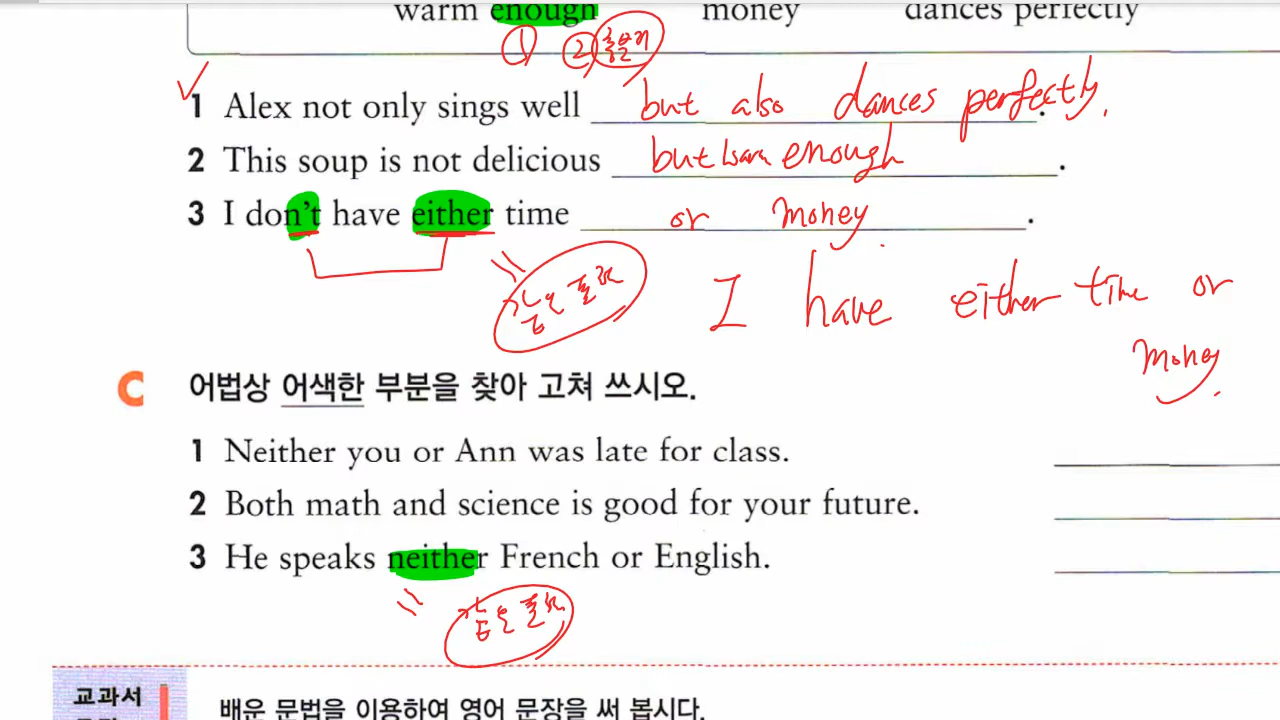 warm enough money dances perfectly
① ②
1 Alex not only sings well but also dances perfectly.
2 This soup is not delicious but warm enough.
3 I don't have either time or money.
같은 표현
I have either time or
money.
C 어법상 어색한 부분을 찾아 고쳐 쓰시오.
1 Neither you or Ann was late for class.
2 Both math and science is good for your future.
3 He speaks neither French or English.
같은 표현
교과서
배운 문법을 이용하여 영어 문장을 써 봅시다.